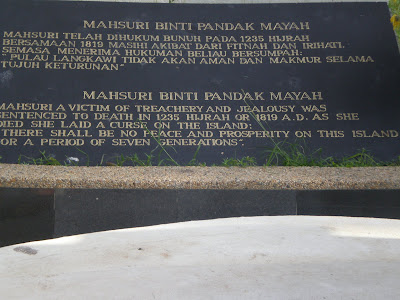 MAHSURI BINTI PANDAK MAYAH
MAHSURI TELAH DIHUKUM BUNUH PADA 1235 HIJRAH
BERSAMAAN 1819 MASIHI AKIBAT DARI FITNAH DAN IRIHATI.
SEMASA MENERIMA HUKUMAN BELIAU BERSUMPAH:
" PULAU LANGKAWI TIDAK AKAN AMAN DAN MAKMUR SELAMA
TUJUH KETURUNAN"
MAHSURI BINTI PANDAK MAYAH
MAHSURI A VICTIM OF TREACHERY AND JEALOUSY WAS
SENTENCED TO DEATH IN 1235 HIJRAH OR 1819 A.D. AS SHE
DIED SHE LAID A CURSE ON THE ISLAND:
THERE SHALL BE NO PEACE AND PROSPERITY ON THIS ISLAND
FOR A PERIOD OF SEVEN GENERATIONS".